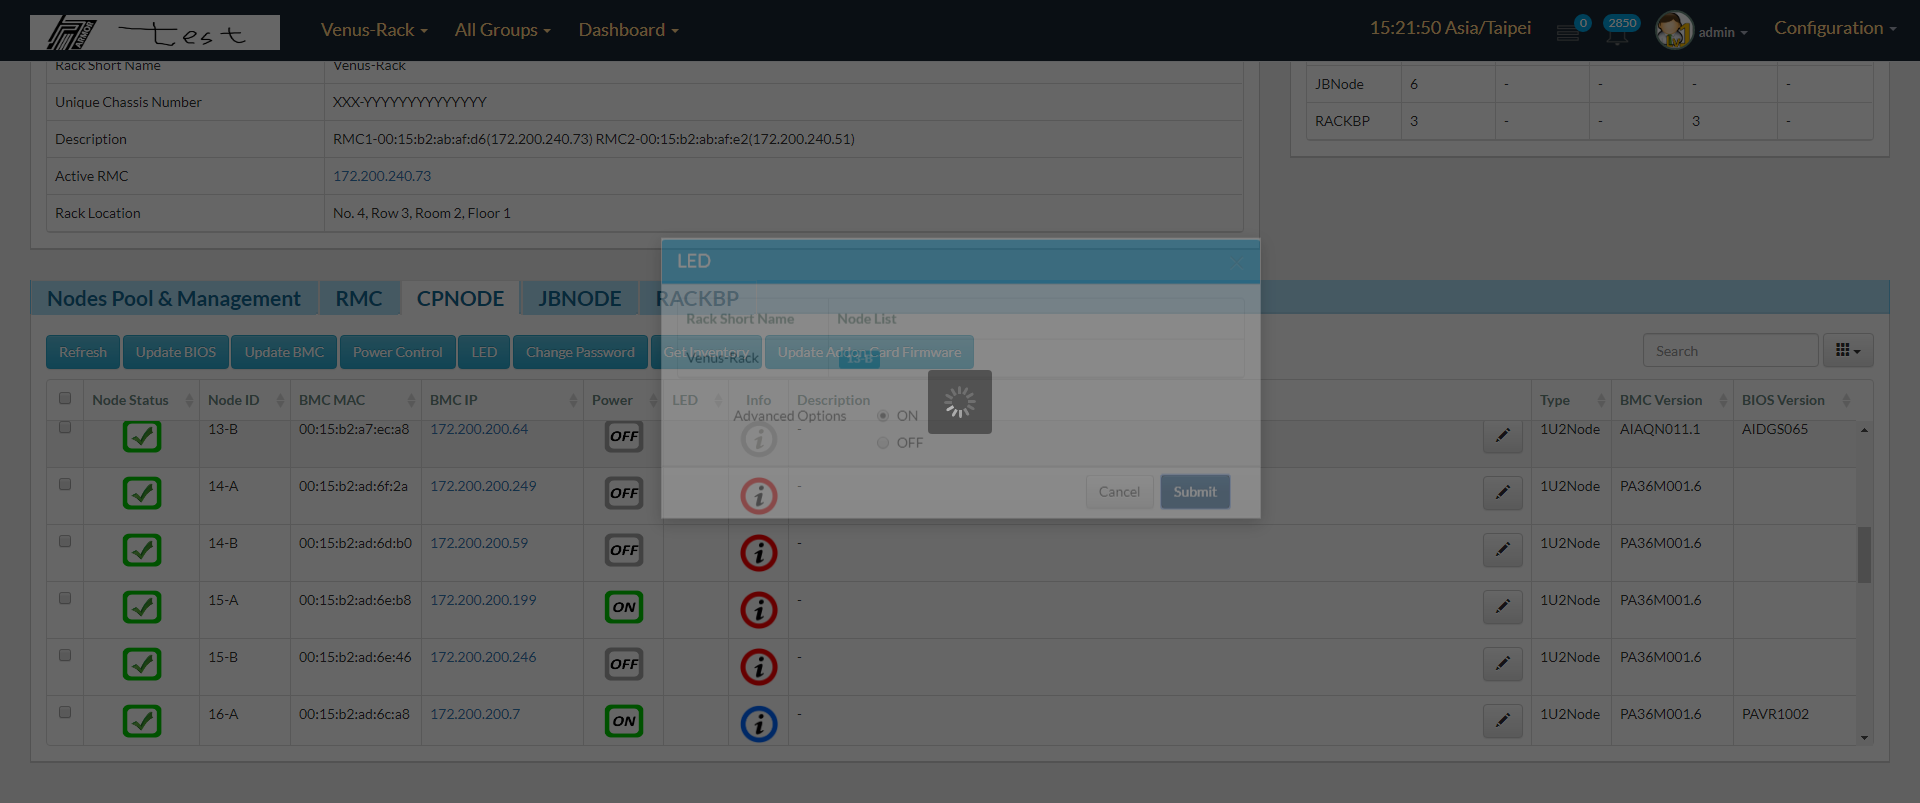 ARMOR test Venus-Rack All Groups Dashboard 15:21:50 Asia/Taipei 0 2850 admin Configuration
Rack Short Name Venus-Rack
Unique Chassis Number XXX-YYYYYYYYYYYYYY
Description RMC1-00:15:b2:ab:af:d6(172.200.240.73) RMC2-00:15:b2:ab:af:e2(172.200.240.51)
Active RMC 172.200.240.73
Rack Location No. 4, Row 3, Room 2, Floor 1
JBNode 6 - - - -
RACKBP 3 - - 3 -
LED
Rack Short Name Node List
Venus-Rack 13-B
Advanced Options ON
OFF
Cancel Submit
Nodes Pool & Management RMC CPNODE JBNODE RACKBP
Refresh Update BIOS Update BMC Power Control LED Change Password Get Inventory Update Addon Card Firmware Search
Node Status Node ID BMC MAC BMC IP Power LED Info Description Type BMC Version BIOS Version
13-B 00:15:b2:a7:ec:a8 172.200.200.64 OFF i - 1U2Node AIAQN011.1 AIDGS065
14-A 00:15:b2:ad:6f:2a 172.200.200.249 OFF i - 1U2Node PA36M001.6
14-B 00:15:b2:ad:6d:b0 172.200.200.59 OFF i - 1U2Node PA36M001.6
15-A 00:15:b2:ad:6e:b8 172.200.200.199 ON i - 1U2Node PA36M001.6
15-B 00:15:b2:ad:6e:46 172.200.200.246 OFF i - 1U2Node PA36M001.6
16-A 00:15:b2:ad:6c:a8 172.200.200.7 ON i - 1U2Node PA36M001.6 PAVR1002